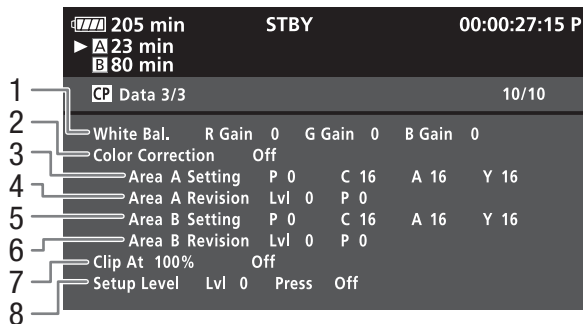 205 min STBY 00:00:27:15 P
A 23 min
B 80 min
CP Data 3/3 10/10
1 White Bal. R Gain 0 G Gain 0 B Gain 0
2 Color Correction Off
3 Area A Setting P 0 C 16 A 16 Y 16
4 Area A Revision Lvl 0 P 0
5 Area B Setting P 0 C 16 A 16 Y 16
6 Area B Revision Lvl 0 P 0
7 Clip At 100% Off
8 Setup Level Lvl 0 Press Off